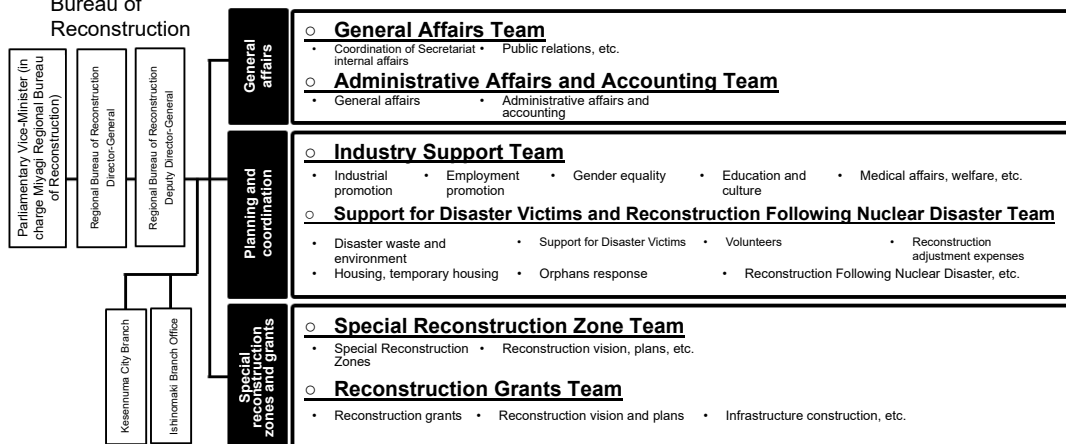 Bureau of
Reconstruction
Parliamentary Vice-Minister (in
charge Miyagi Regional Bureau
of Reconstruction)
Regional Bureau of Reconstruction
Director-General
Regional Bureau of Reconstruction
Deputy Director-General
Kesennuma City Branch
Ishinomaki Branch Office
General
affairs
○ General Affairs Team
• Coordination of Secretariat
internal affairs
• Public relations, etc.
○ Administrative Affairs and Accounting Team
• General affairs
• Administrative affairs and
accounting
Planning and
coordination
○ Industry Support Team
• Industrial
promotion
• Employment
promotion
• Gender equality
• Education and
culture
• Medical affairs, welfare, etc.
○ Support for Disaster Victims and Reconstruction Following Nuclear Disaster Team
• Disaster waste and
environment
• Support for Disaster Victims
• Volunteers
• Reconstruction
adjustment expenses
• Housing, temporary housing
• Orphans response
• Reconstruction Following Nuclear Disaster, etc.
Special
reconstruction
zones and grants
○ Special Reconstruction Zone Team
• Special Reconstruction
Zones
• Reconstruction vision, plans, etc.
○ Reconstruction Grants Team
• Reconstruction grants
• Reconstruction vision and plans
• Infrastructure construction, etc.